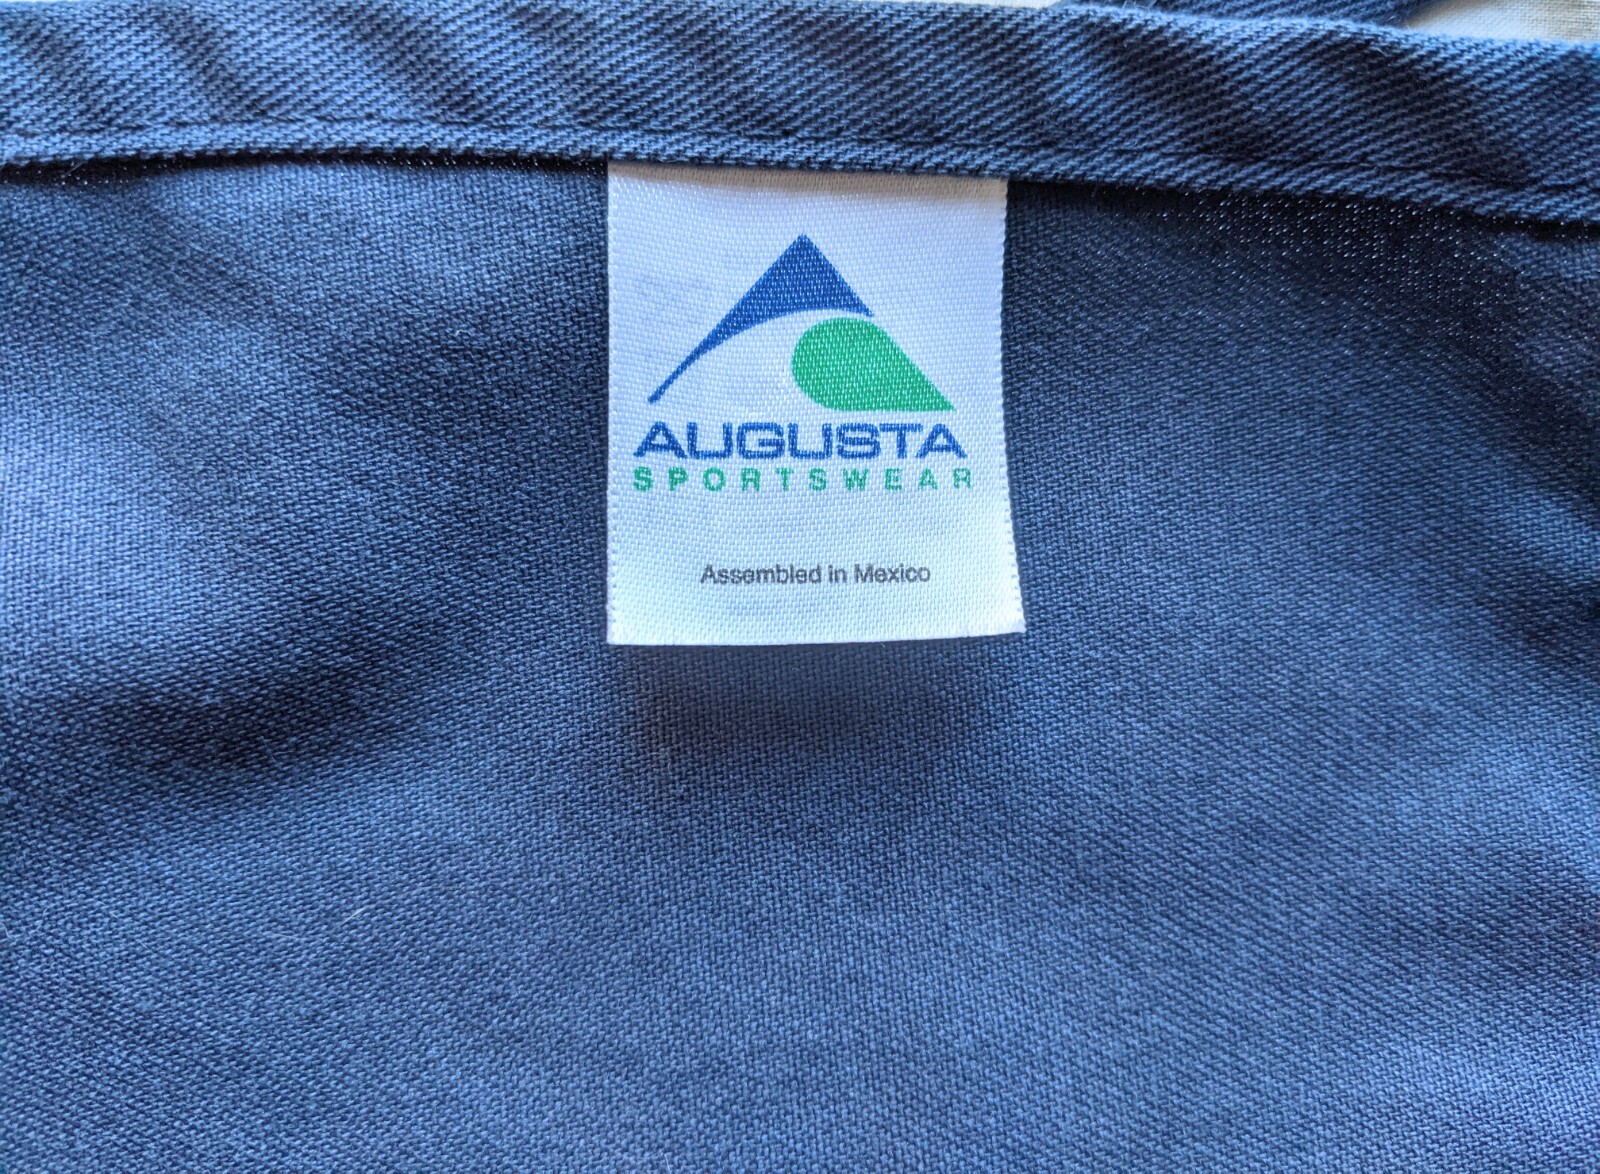 AUGUSTA
SPORTSWEAR
Assembled in Mexico